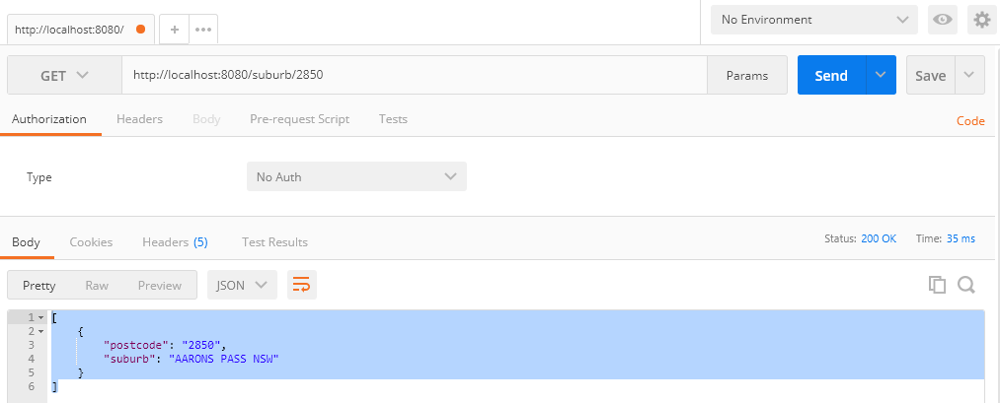 http://localhost:8080/ + ••• No Environment
GET http://localhost:8080/suburb/2850 Params Send Save
Authorization Headers Body Pre-request Script Tests Code
Type No Auth
Body Cookies Headers (5) Test Results Status: 200 OK Time: 35 ms
Pretty Raw Preview JSON
1 [
2 {
3 "postcode": "2850",
4 "suburb": "AARONS PASS NSW"
5 }
6 ]